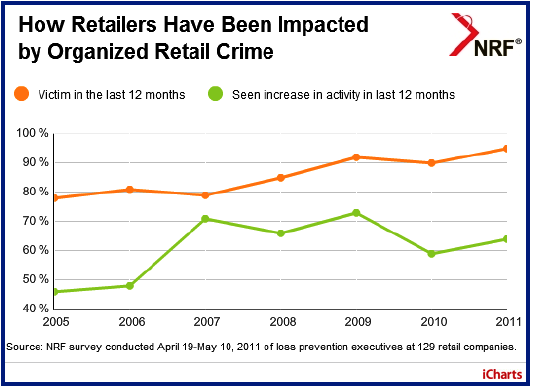 How Retailers Have Been Impacted
by Organized Retail Crime
NRF®
Victim in the last 12 months
Seen increase in activity in last 12 months
100 %
90 %
80 %
70 %
60 %
50 %
40 %
2005 2006 2007 2008 2009 2010 2011
Source: NRF survey conducted April 19-May 10, 2011 of loss prevention executives at 129 retail companies.
iCharts